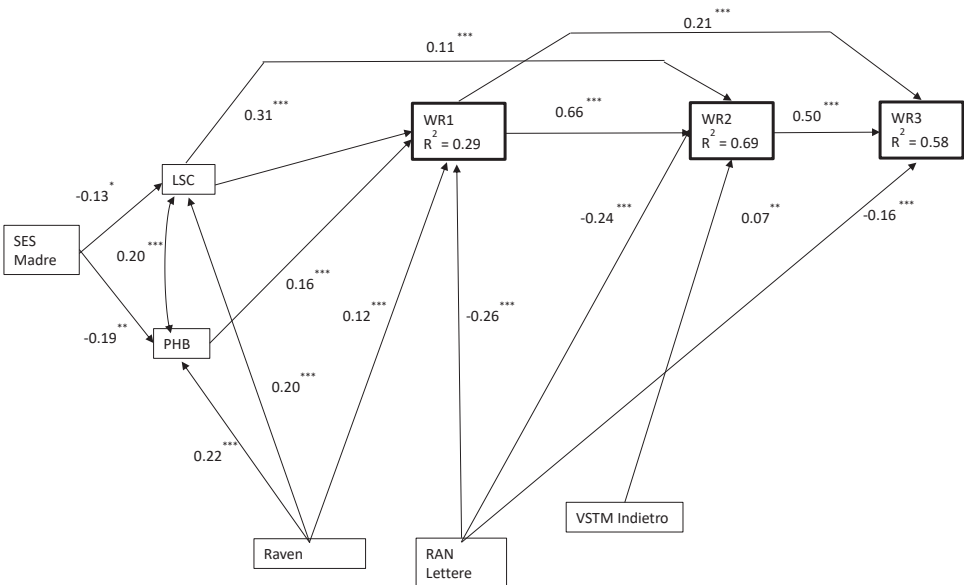 0.21***
0.11***
0.31***
WR1
R² = 0.29
0.66***
WR2
R² = 0.69
0.50***
WR3
R² = 0.58
LSC
-0.13*
SES
Madre
0.20***
-0.24***
0.07**
-0.16***
0.16***
0.12***
-0.26***
-0.19**
PHB
0.20***
0.22***
VSTM Indietro
Raven
RAN
Lettere